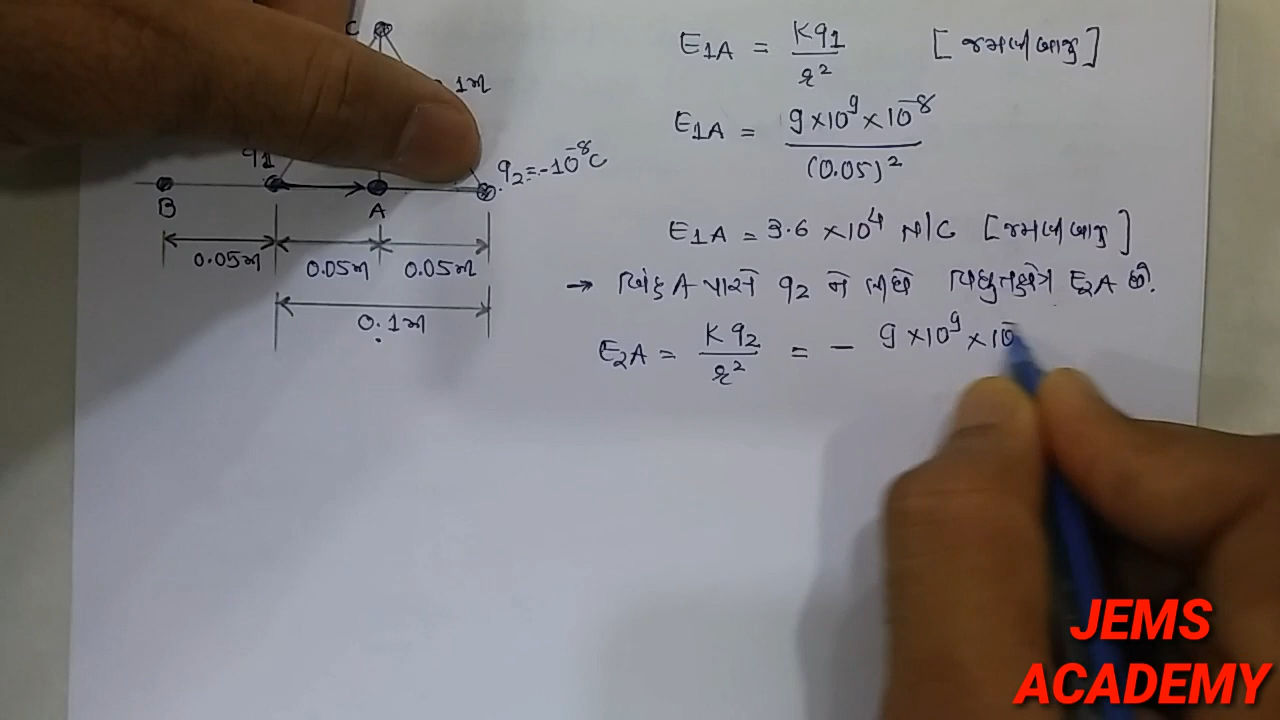 C
1m
q1
q2=-10⁻⁸C
B
A
0.05m
0.05m
0.05m
0.1m
E1A = Kq1/r² [જમણી બાજુ]
E1A = 9×10⁹×10⁻⁸/(0.05)²
E1A = 3.6 ×10⁴ N/C [જમણી બાજુ]
→ બિંદુ A પાસે q2 ને લીધે વિદ્યુતક્ષેત્ર E2A છે.
E2A = K q2/r² = - 9×10⁹×10⁻
JEMS
ACADEMY